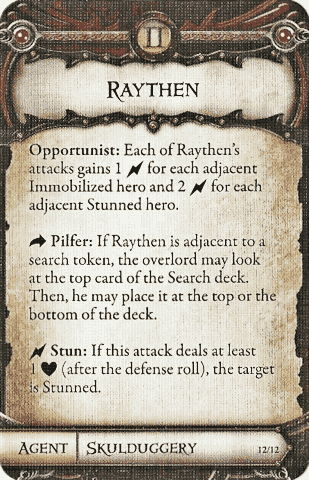 II
RAYTHEN
Opportunist: Each of Raythen's
attacks gains 1 for each adjacent
Immobilized hero and 2 for each
adjacent Stunned hero.
Pilfer: If Raythen is adjacent to a
search token, the overlord may look
at the top card of the Search deck.
Then, he may place it at the top or the
bottom of the deck.
Stun: If this attack deals at least
1 ♥ (after the defense roll), the target
is Stunned.
AGENT SKULDUGGERY 12/12